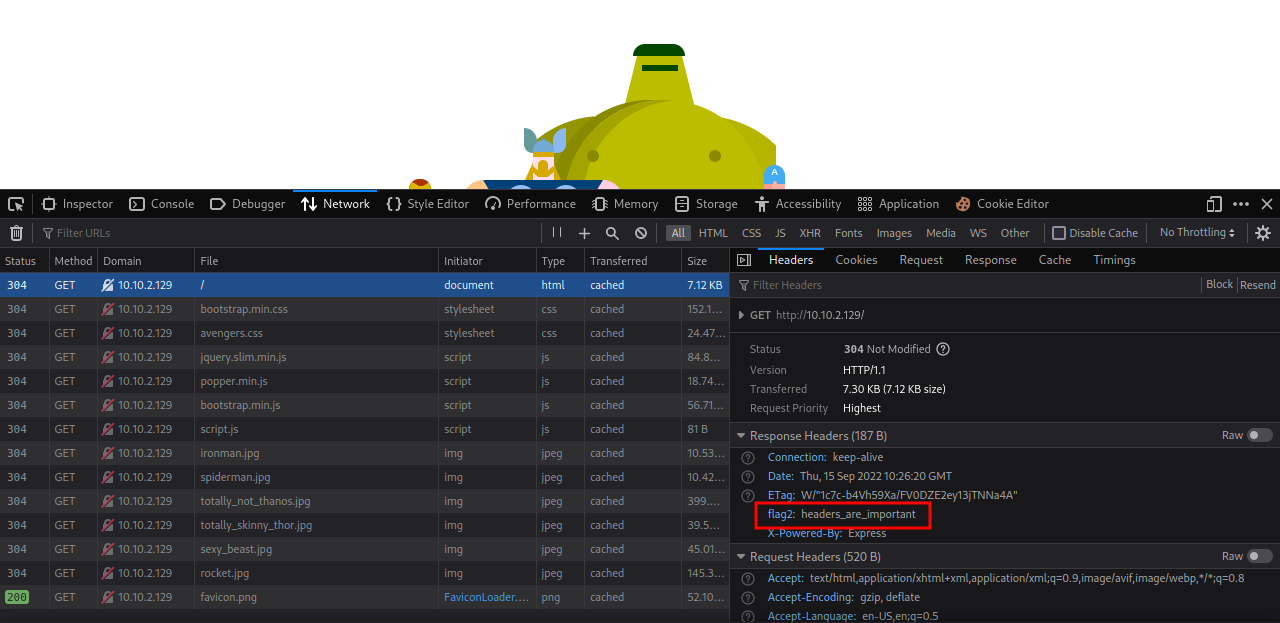 A
Inspector Console Debugger Network Style Editor Performance Memory Storage Accessibility Application Cookie Editor
Filter URLs All HTML CSS JS XHR Fonts Images Media WS Other Disable Cache No Throttling
Status Method Domain File Initiator Type Transferred Size
304 GET 10.10.2.129 / document html cached 7.12 KB
304 GET 10.10.2.129 bootstrap.min.css stylesheet css cached 152.1…
304 GET 10.10.2.129 avengers.css stylesheet css cached 24.47…
304 GET 10.10.2.129 jquery.slim.min.js script js cached 84.8…
304 GET 10.10.2.129 popper.min.js script js cached 18.74…
304 GET 10.10.2.129 bootstrap.min.js script js cached 56.71…
304 GET 10.10.2.129 script.js script js cached 81 B
304 GET 10.10.2.129 ironman.jpg img jpeg cached 10.53…
304 GET 10.10.2.129 spiderman.jpg img jpeg cached 10.42…
304 GET 10.10.2.129 totally_not_thanos.jpg img jpeg cached 399.…
304 GET 10.10.2.129 totally_skinny_thor.jpg img jpeg cached 39.5…
304 GET 10.10.2.129 sexy_beast.jpg img jpeg cached 45.01…
304 GET 10.10.2.129 rocket.jpg img jpeg cached 145.3…
200 GET 10.10.2.129 favicon.png FaviconLoader.… png cached 52.10…
Headers Cookies Request Response Cache Timings
Filter Headers Block Resend
GET http://10.10.2.129/
Status 304 Not Modified ?
Version HTTP/1.1
Transferred 7.30 KB (7.12 KB size)
Request Priority Highest
Response Headers (187 B) Raw
? Connection: keep-alive
? Date: Thu, 15 Sep 2022 10:26:20 GMT
? ETag: W/"1c7c-b4Vh59Xa/FV0DZE2ey13jTNNa4A"
flag2: headers_are_important
X-Powered-By: Express
Request Headers (520 B) Raw
? Accept: text/html,application/xhtml+xml,application/xml;q=0.9,image/avif,image/webp,*/*;q=0.8
? Accept-Encoding: gzip, deflate
? Accept-Language: en-US,en;q=0.5